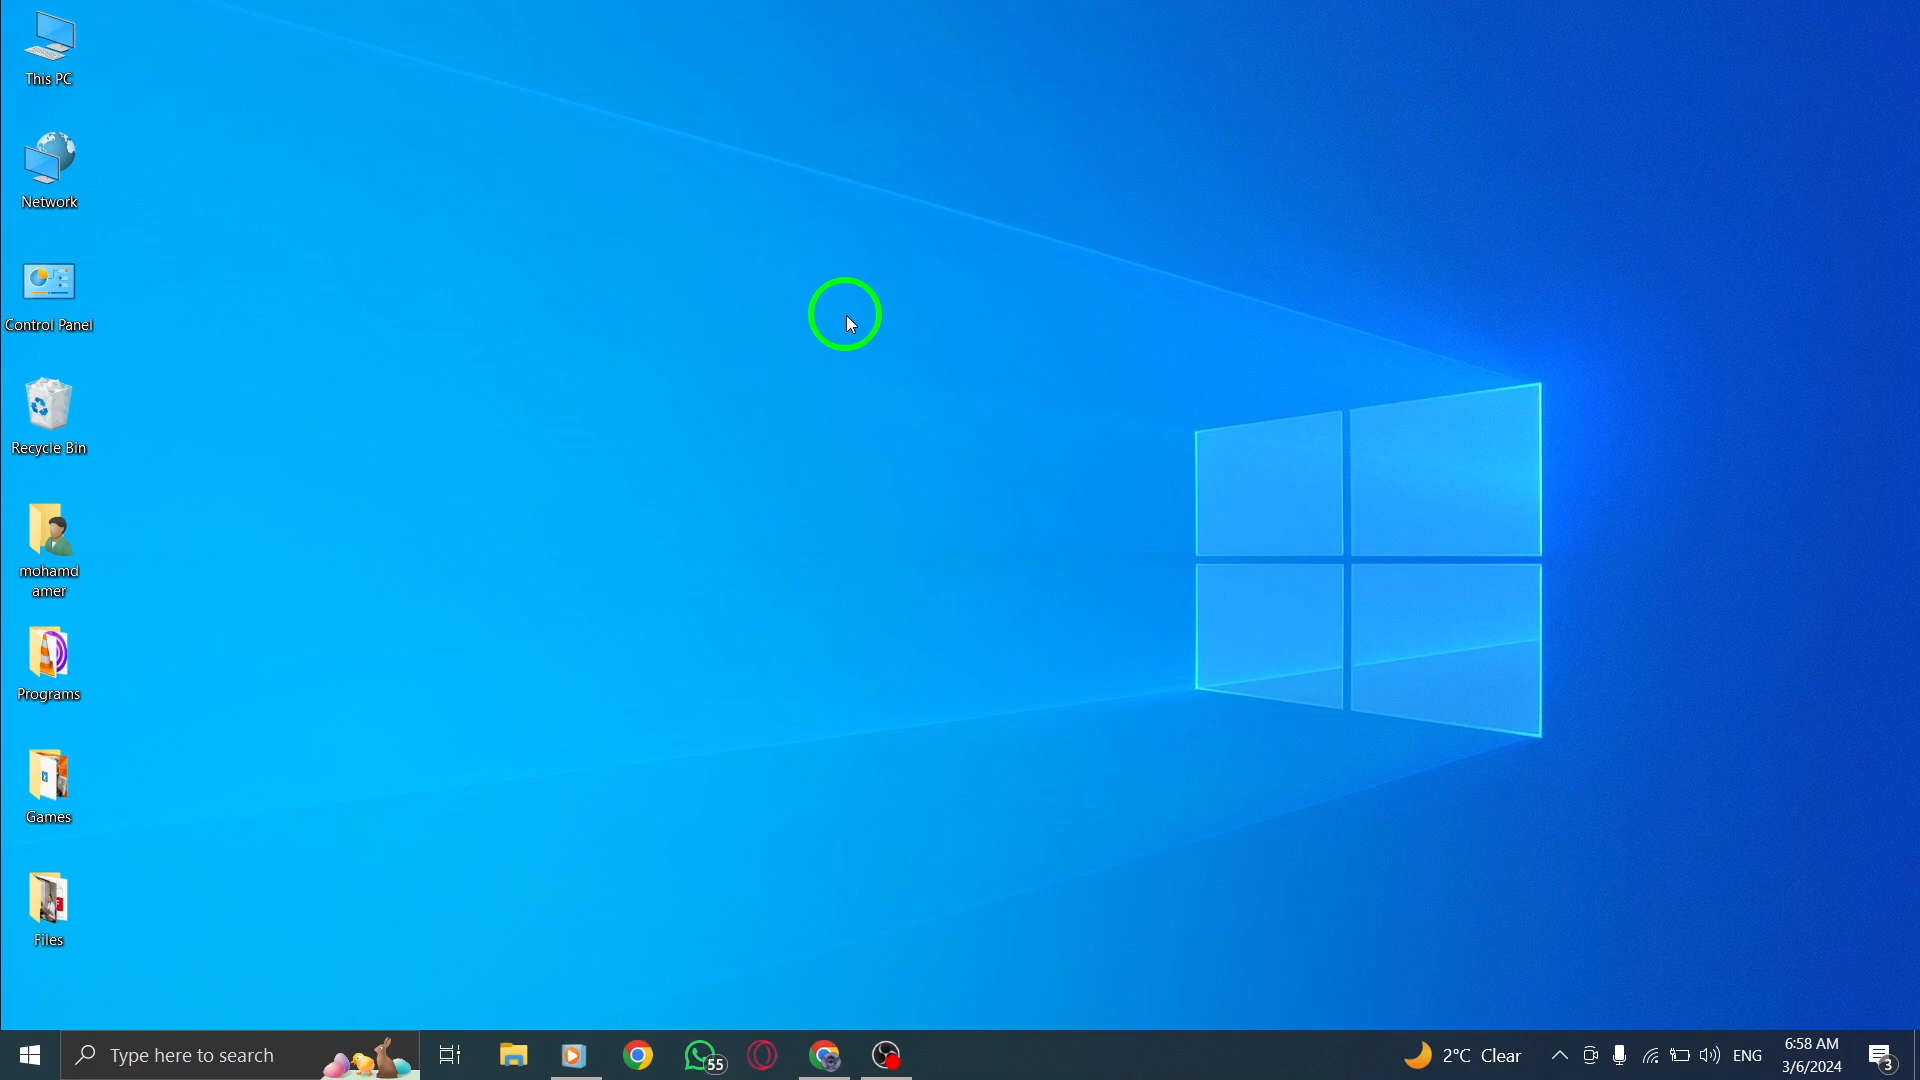 This PC
Network
Control Panel
Recycle Bin
mohamd
amer
Programs
Games
Files
Type here to search
55
2°C Clear
ENG
6:58 AM
3/6/2024
3